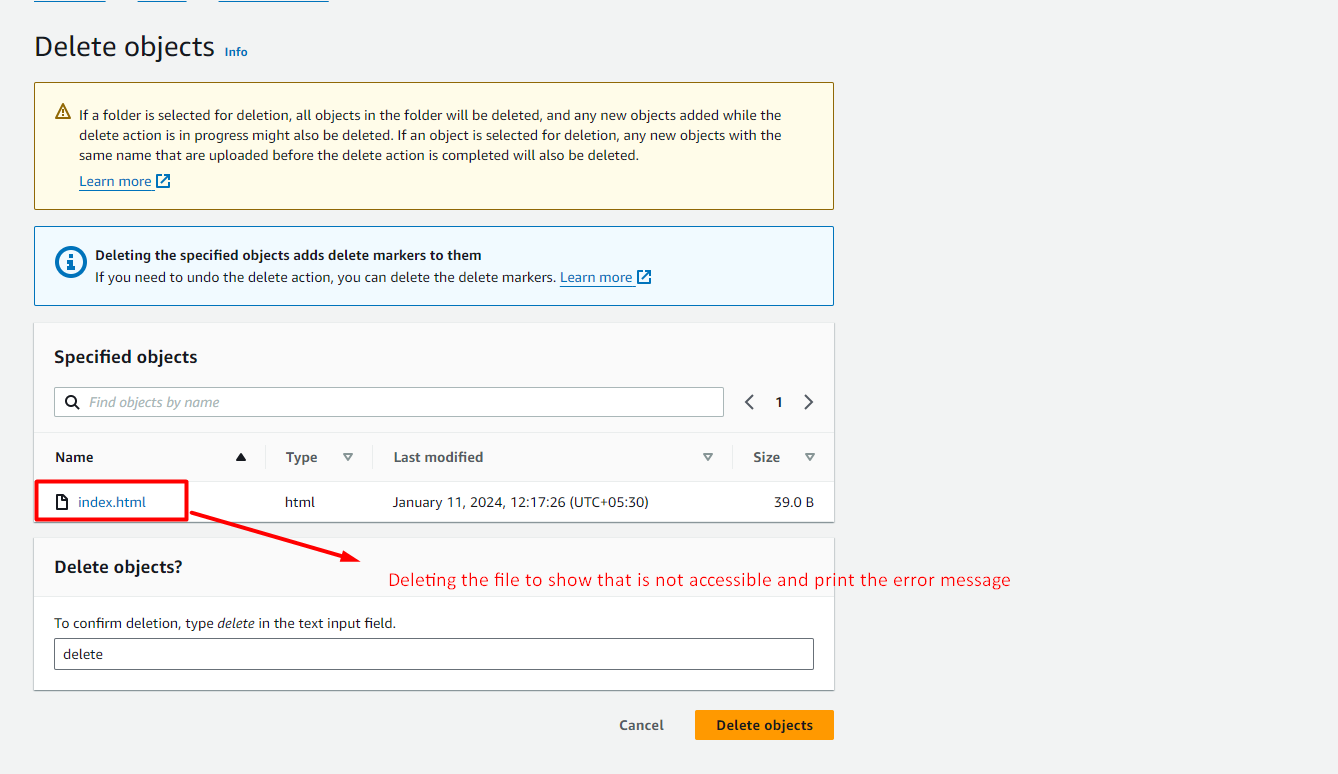 Delete objects Info
If a folder is selected for deletion, all objects in the folder will be deleted, and any new objects added while the
delete action is in progress might also be deleted. If an object is selected for deletion, any new objects with the
same name that are uploaded before the delete action is completed will also be deleted.
Learn more
Deleting the specified objects adds delete markers to them
If you need to undo the delete action, you can delete the delete markers. Learn more
Specified objects
Find objects by name
1
Name Type Last modified Size
index.html html January 11, 2024, 12:17:26 (UTC+05:30) 39.0 B
Delete objects?
Deleting the file to show that is not accessible and print the error message
To confirm deletion, type delete in the text input field.
delete
Cancel Delete objects